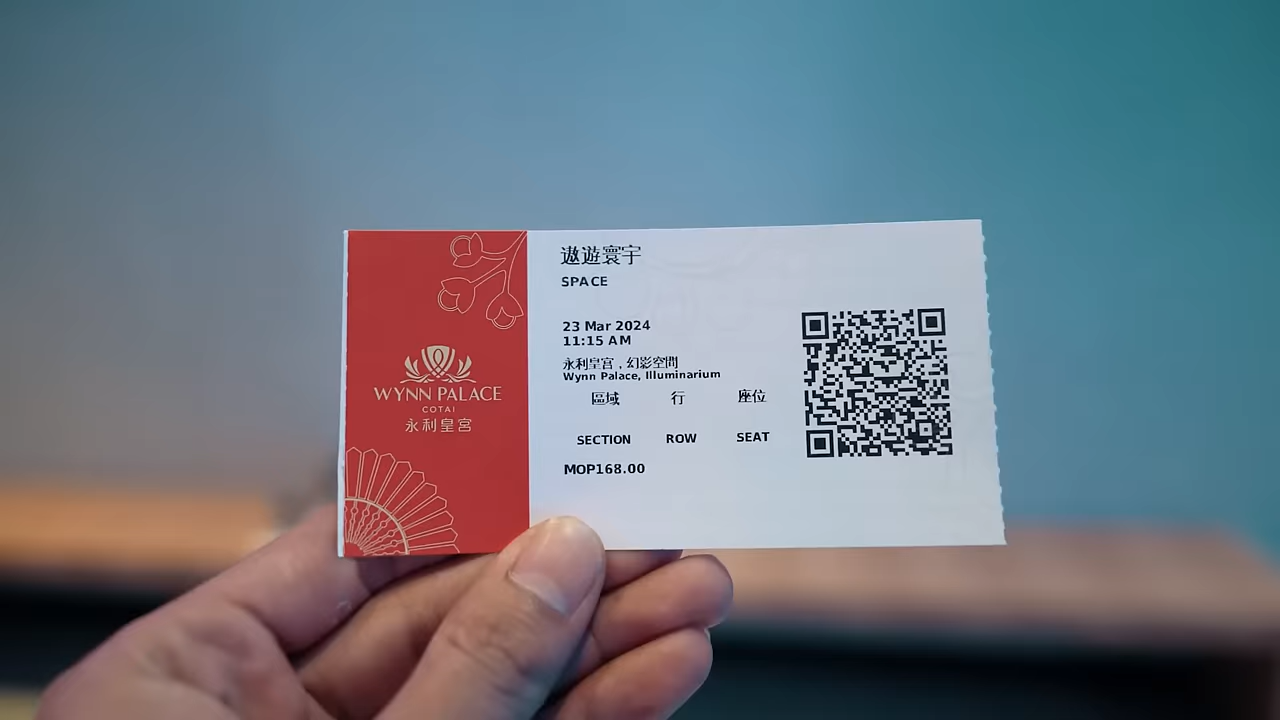 WYNN PALACE
COTAI
永利皇宮
遨遊寰宇
SPACE
23 Mar 2024
11:15 AM
永利皇宮，幻影空間
Wynn Palace, Illuminarium
區域 行 座位
SECTION ROW SEAT
MOP168.00